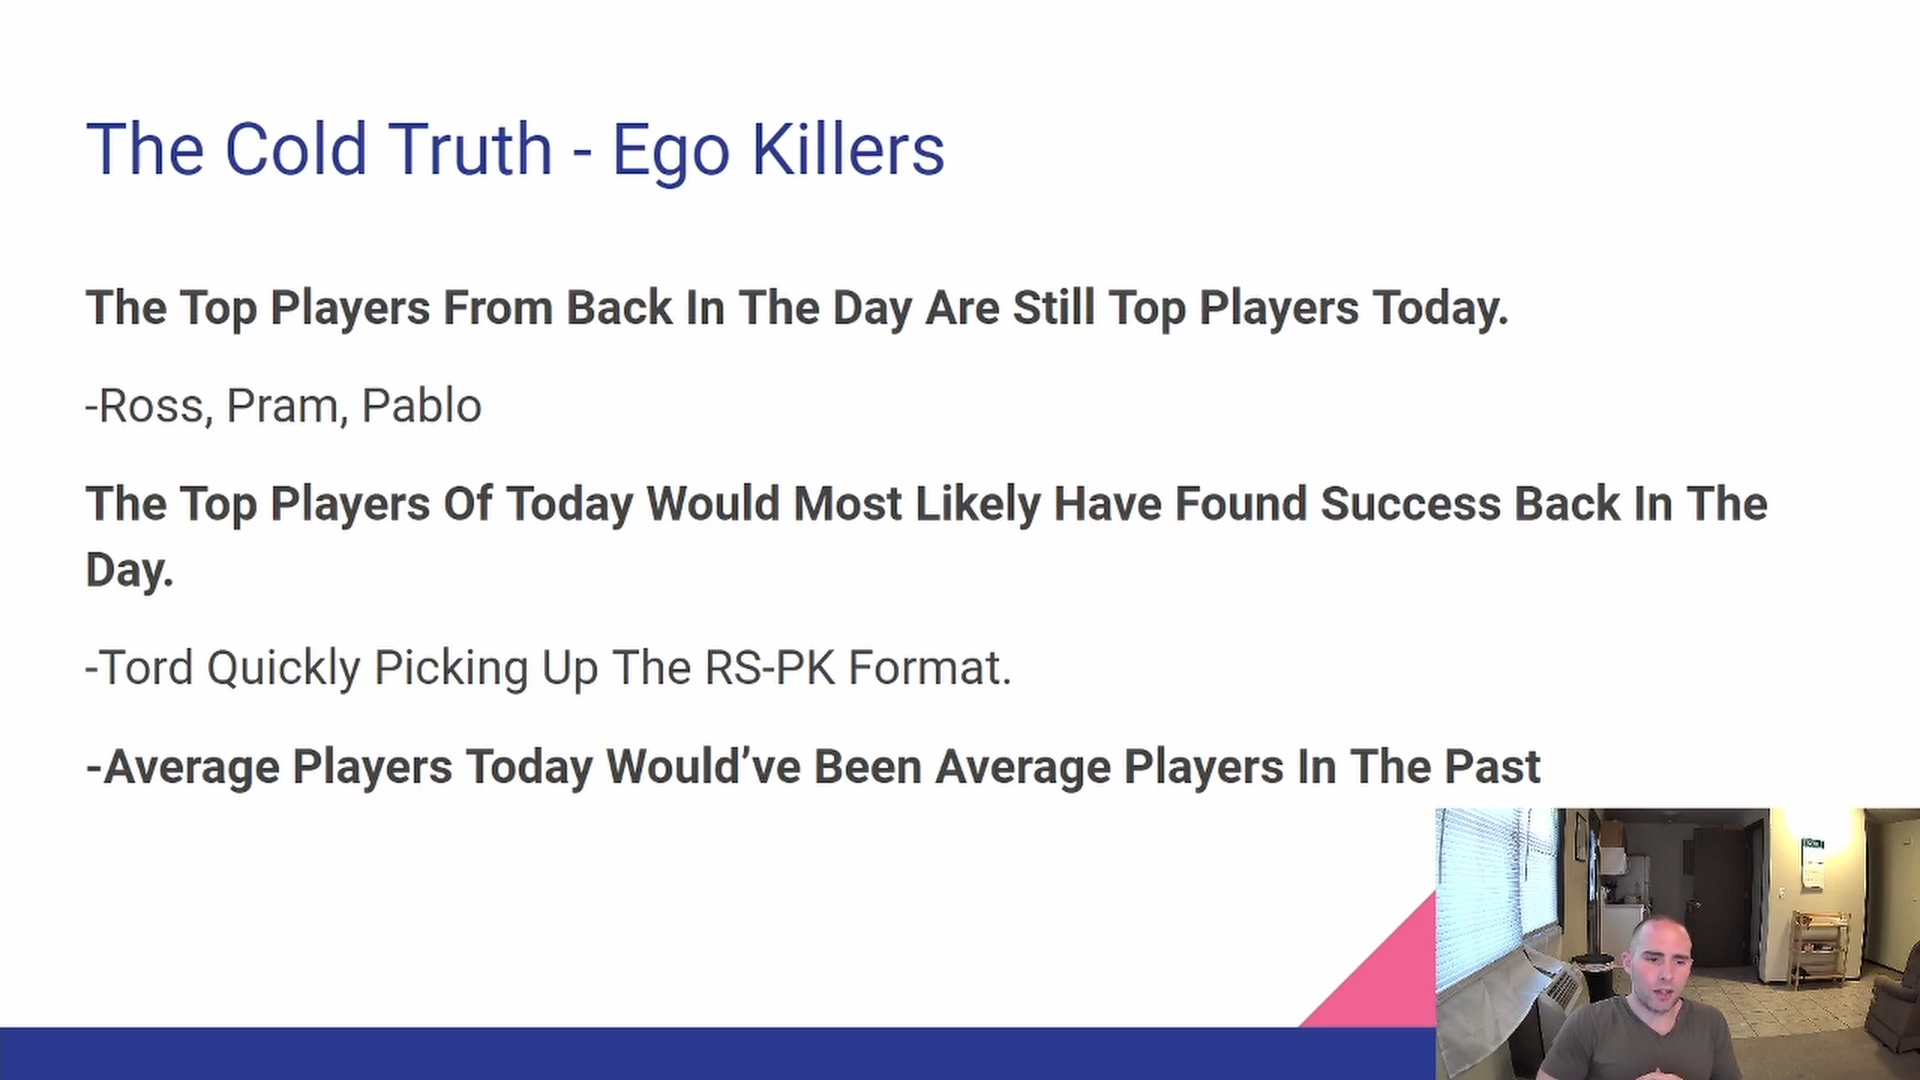 The Cold Truth - Ego Killers
The Top Players From Back In The Day Are Still Top Players Today.
-Ross, Pram, Pablo
The Top Players Of Today Would Most Likely Have Found Success Back In The
Day.
-Tord Quickly Picking Up The RS-PK Format.
-Average Players Today Would’ve Been Average Players In The Past